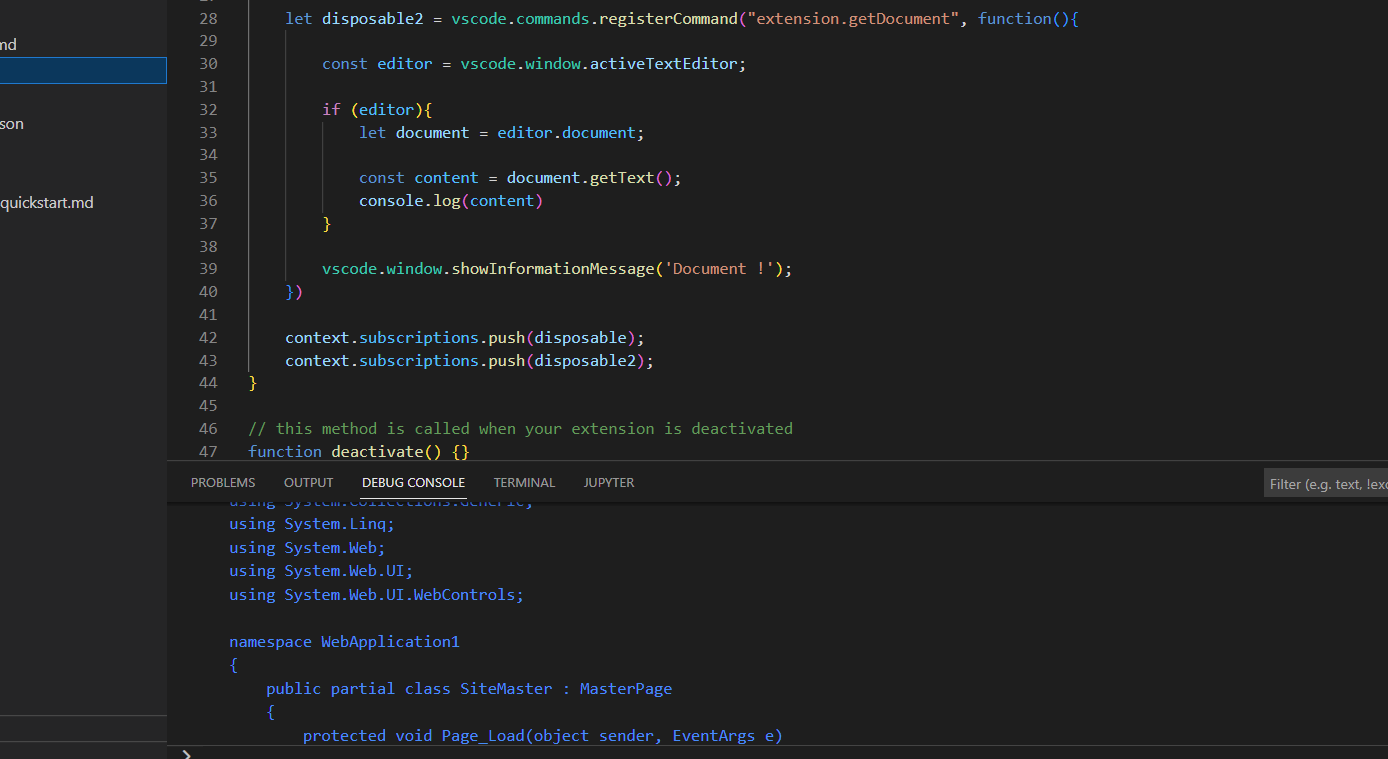 28 let disposable2 = vscode.commands.registerCommand("extension.getDocument", function(){
29
md
30 const editor = vscode.window.activeTextEditor;
31
32 if (editor){
son
33 let document = editor.document;
34
35 const content = document.getText();
quickstart.md
36 console.log(content)
37 }
38
39 vscode.window.showInformationMessage('Document !');
40 })
41
42 context.subscriptions.push(disposable);
43 context.subscriptions.push(disposable2);
44 }
45
46 // this method is called when your extension is deactivated
47 function deactivate() {}
PROBLEMS OUTPUT DEBUG CONSOLE TERMINAL JUPYTER Filter (e.g. text, !exc
using System.Collections.Generic;
using System.Linq;
using System.Web;
using System.Web.UI;
using System.Web.UI.WebControls;
namespace WebApplication1
{
public partial class SiteMaster : MasterPage
{
protected void Page_Load(object sender, EventArgs e)